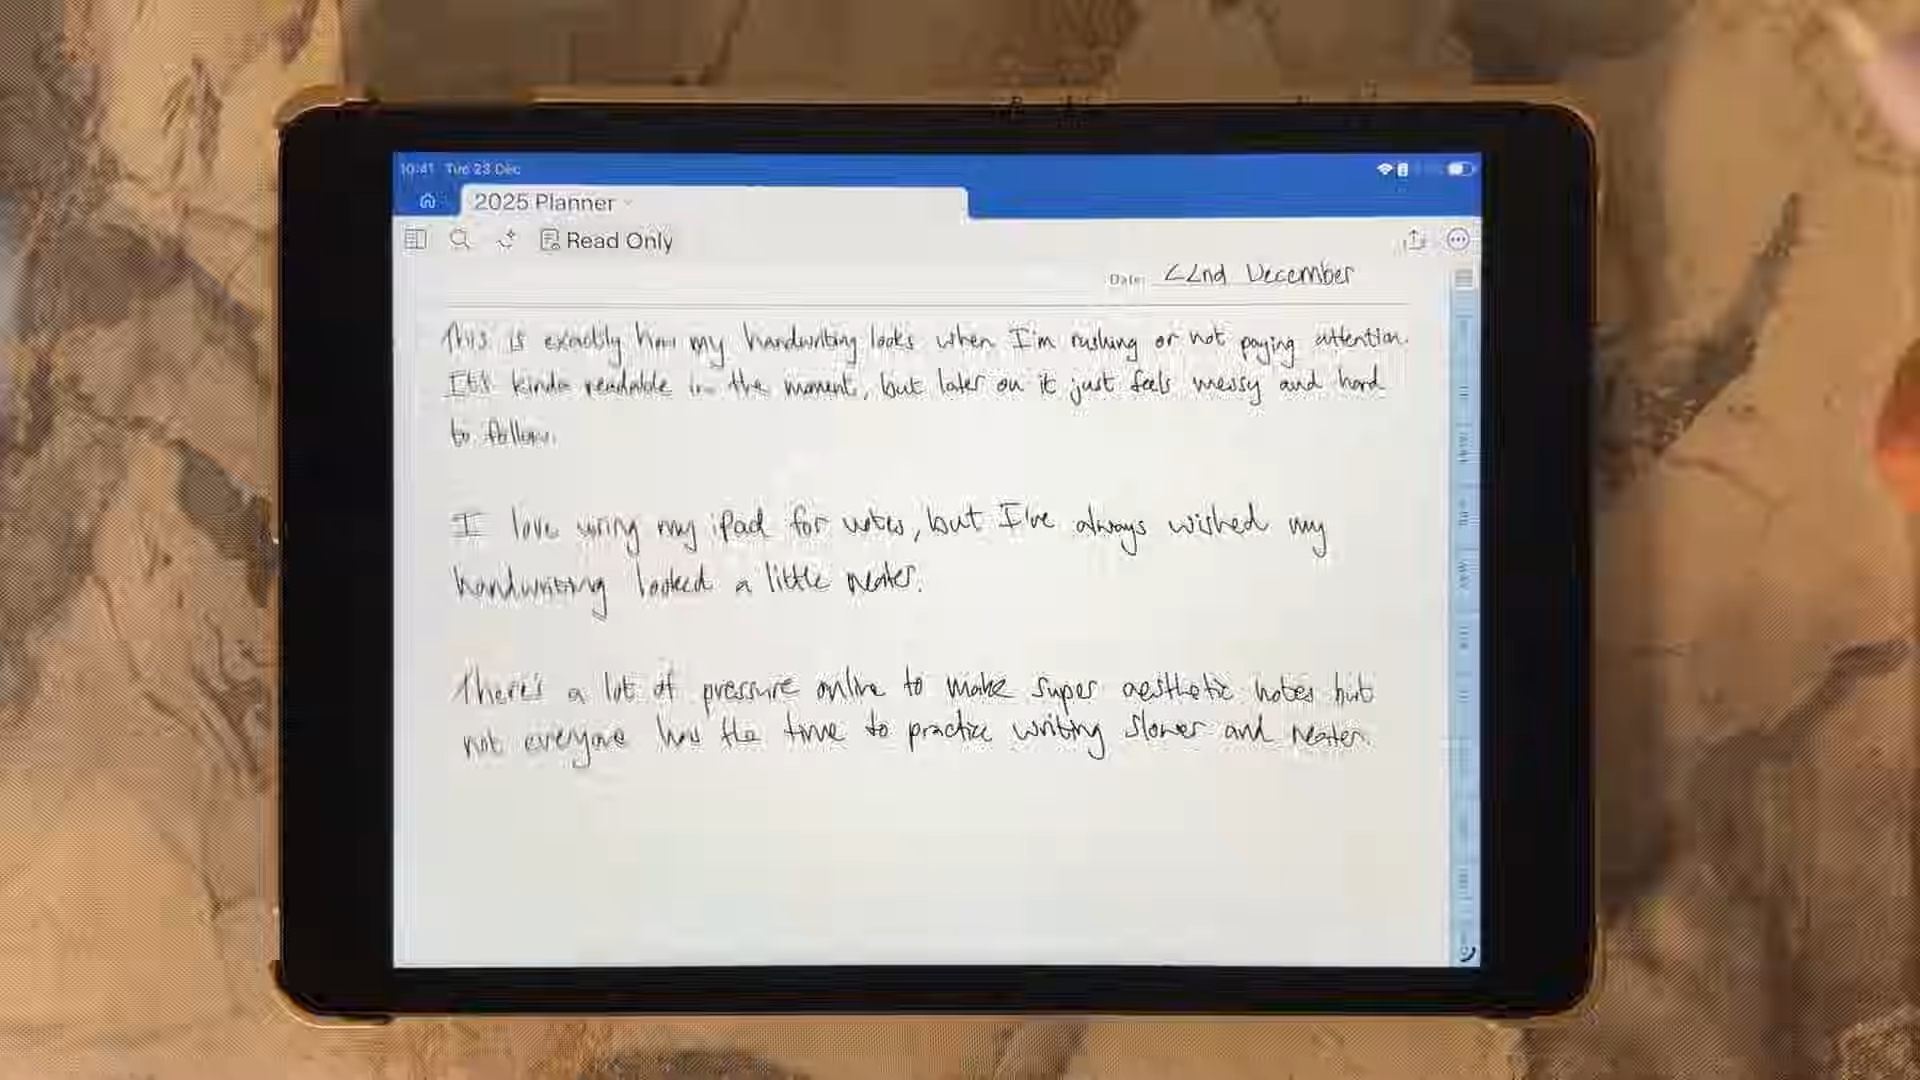 10:41 Tue 23 Dec
2025 Planner
Read Only
Date: 22nd December
This is exactly how my handwriting looks when I'm rushing or not paying attention.
It's kinda readable in the moment, but later on it just feels messy and hard
to follow.
I love using my iPad for notes, but I've always wished my
handwriting looked a little neater.
There's a lot of pressure online to make super aesthetic notes but
not everyone has the time to practice writing slower and neater.